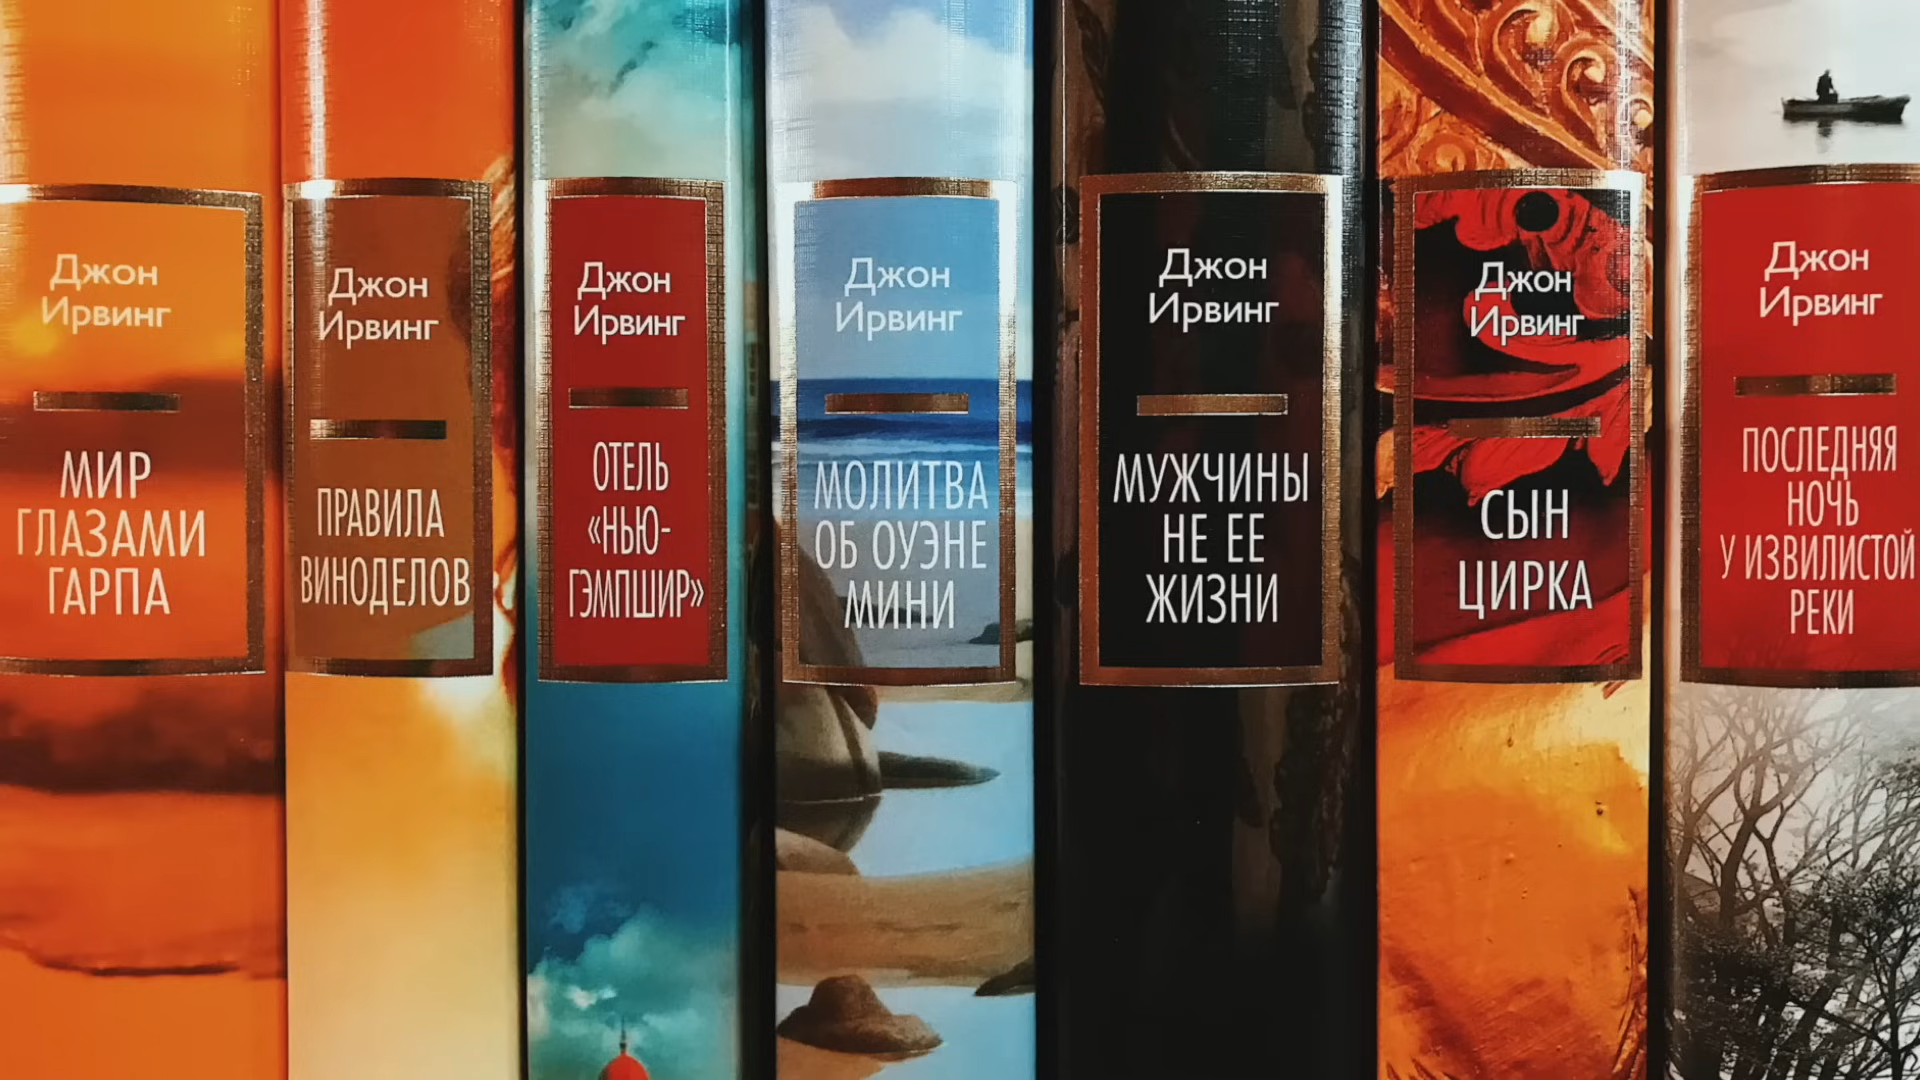 Джон
Ирвинг
МИР
ГЛАЗАМИ
ГАРПА
Джон
Ирвинг
ПРАВИЛА
ВИНОДЕЛОВ
Джон
Ирвинг
ОТЕЛЬ
«НЬЮ-
ГЭМПШИР»
Джон
Ирвинг
МОЛИТВА
ОБ ОУЭНЕ
МИНИ
Джон
Ирвинг
МУЖЧИНЫ
НЕ ЕЕ
ЖИЗНИ
Джон
Ирвинг
СЫН
ЦИРКА
Джон
Ирвинг
ПОСЛЕДНЯЯ
НОЧЬ
У ИЗВИЛИСТОЙ
РЕКИ